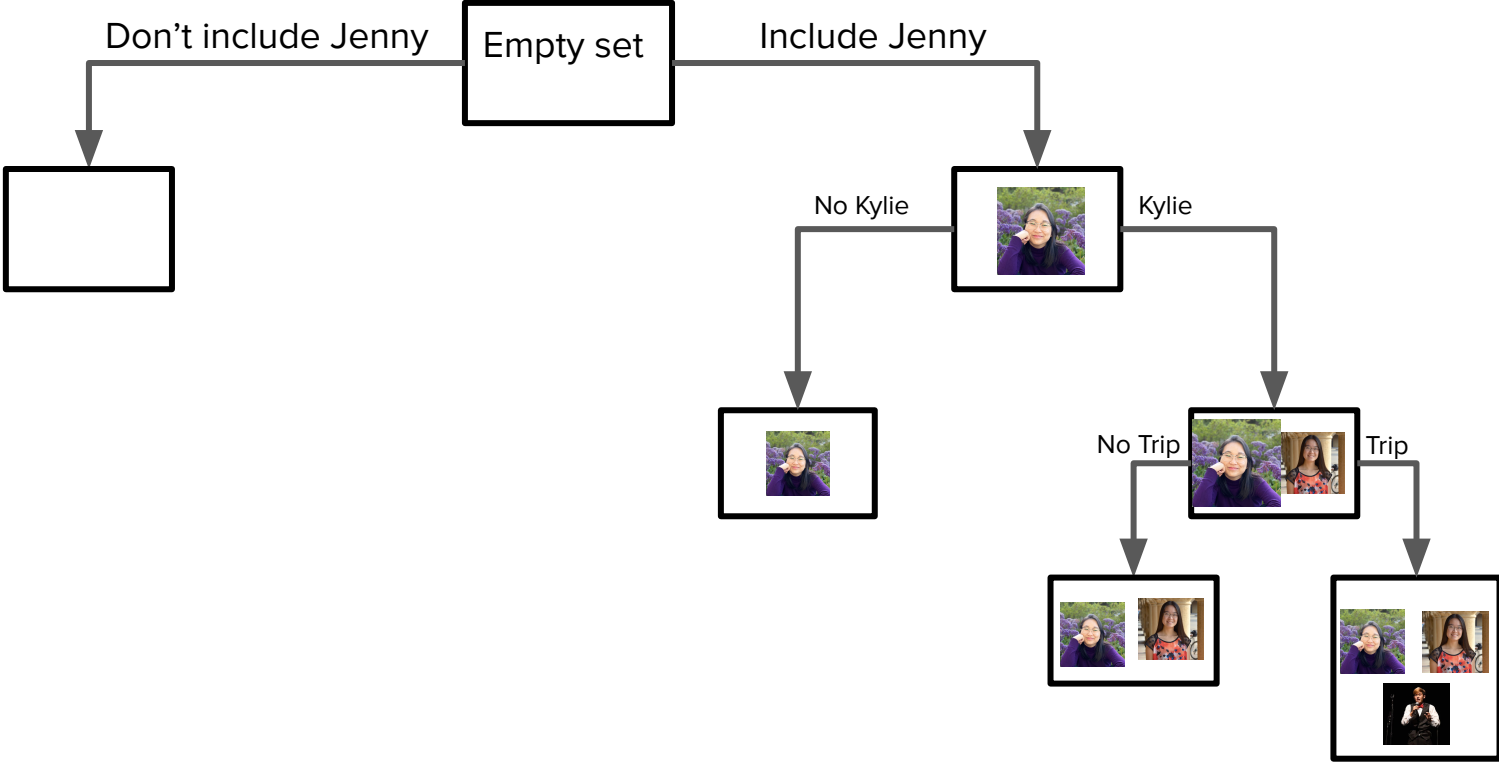 Don’t include Jenny
Empty set
Include Jenny
No Kylie
Kylie
No Trip
Trip